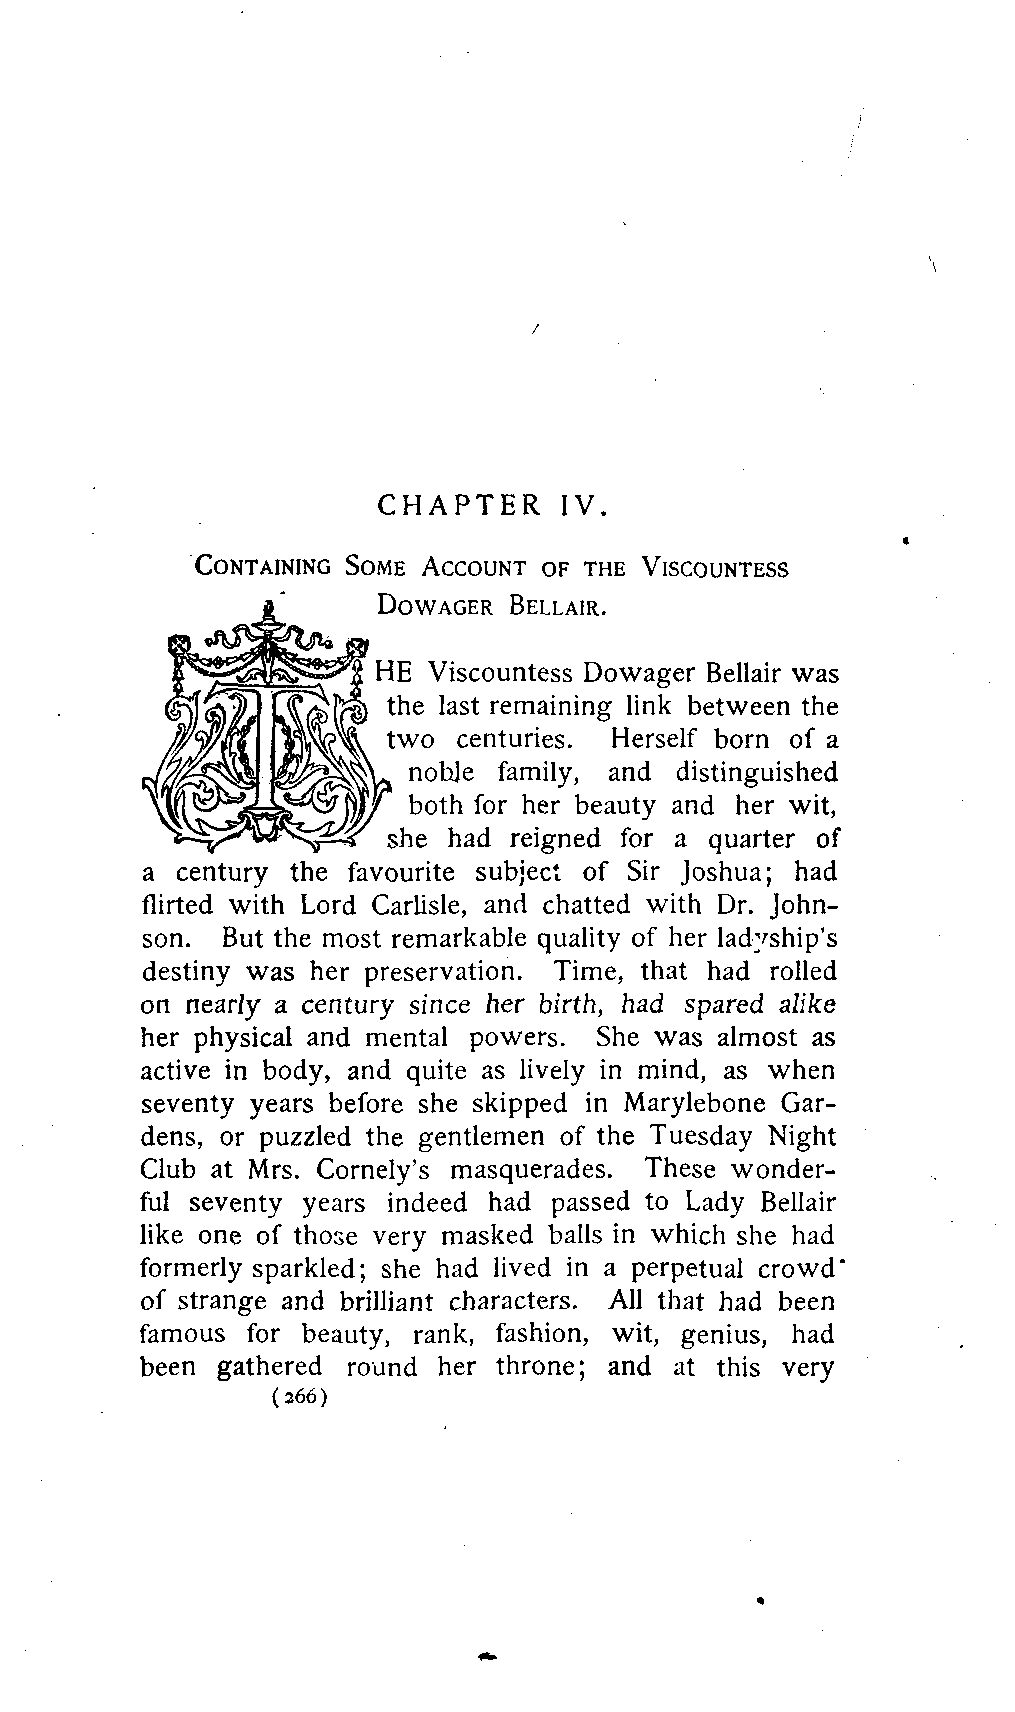 CHAPTER IV.
CONTAINING SOME ACCOUNT OF THE VISCOUNTESS
DOWAGER BELLAIR.
THE Viscountess Dowager Bellair was
the last remaining link between the
two centuries. Herself born of a
noble family, and distinguished
both for her beauty and her wit,
she had reigned for a quarter of
a century the favourite subject of Sir Joshua; had
flirted with Lord Carlisle, and chatted with Dr. John-
son. But the most remarkable quality of her ladyship's
destiny was her preservation. Time, that had rolled
on nearly a century since her birth, had spared alike
her physical and mental powers. She was almost as
active in body, and quite as lively in mind, as when
seventy years before she skipped in Marylebone Gar-
dens, or puzzled the gentlemen of the Tuesday Night
Club at Mrs. Cornely's masquerades. These wonder-
ful seventy years indeed had passed to Lady Bellair
like one of those very masked balls in which she had
formerly sparkled; she had lived in a perpetual crowd
of strange and brilliant characters. All that had been
famous for beauty, rank, fashion, wit, genius, had
been gathered round her throne; and at this very
(266)